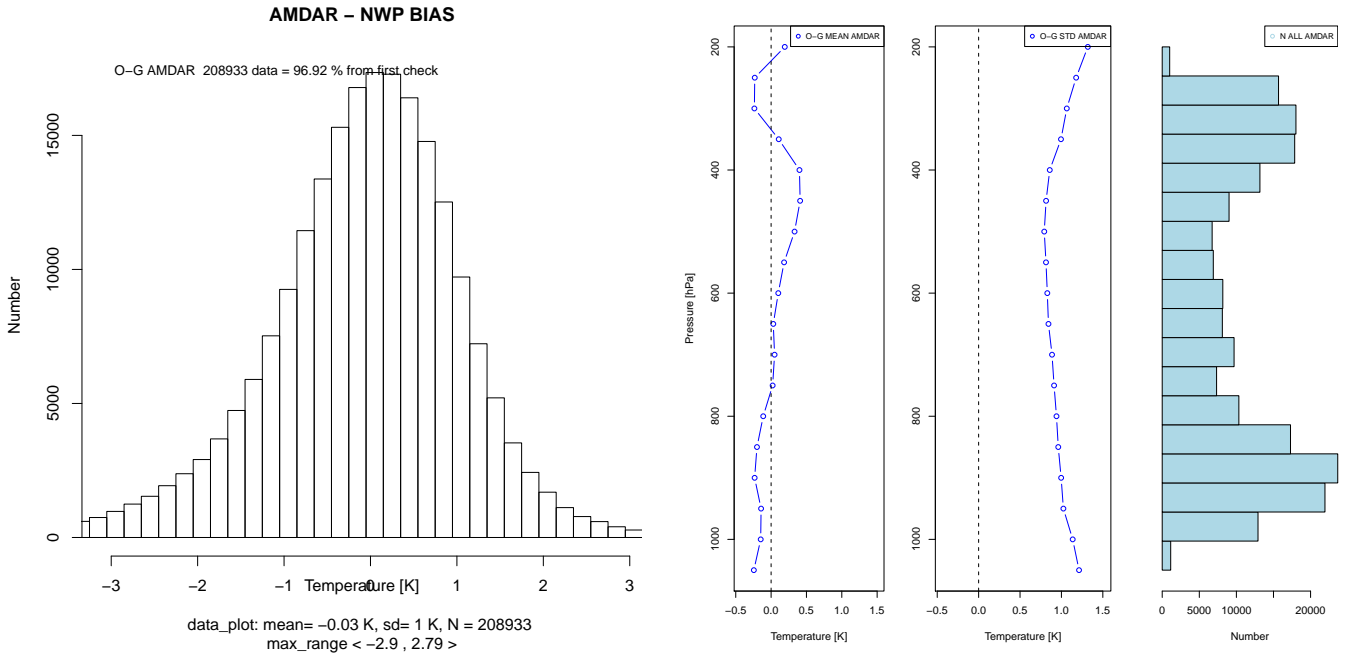 AMDAR − NWP BIAS
O−G AMDAR  208933 data = 96.92 % from first check
Number
0
5000
10000
15000
−3
−2
−1
0
1
2
3
Temperature [K]
data_plot: mean= −0.03 K, sd= 1 K, N = 208933
max_range < −2.9 , 2.79 >
O−G MEAN AMDAR
Pressure [hPa]
200
400
600
800
1000
−0.5
0.0
0.5
1.0
1.5
Temperature [K]
O−G STD AMDAR
200
400
600
800
1000
−0.5
0.0
0.5
1.0
1.5
Temperature [K]
N ALL AMDAR
0
5000
10000
20000
Number